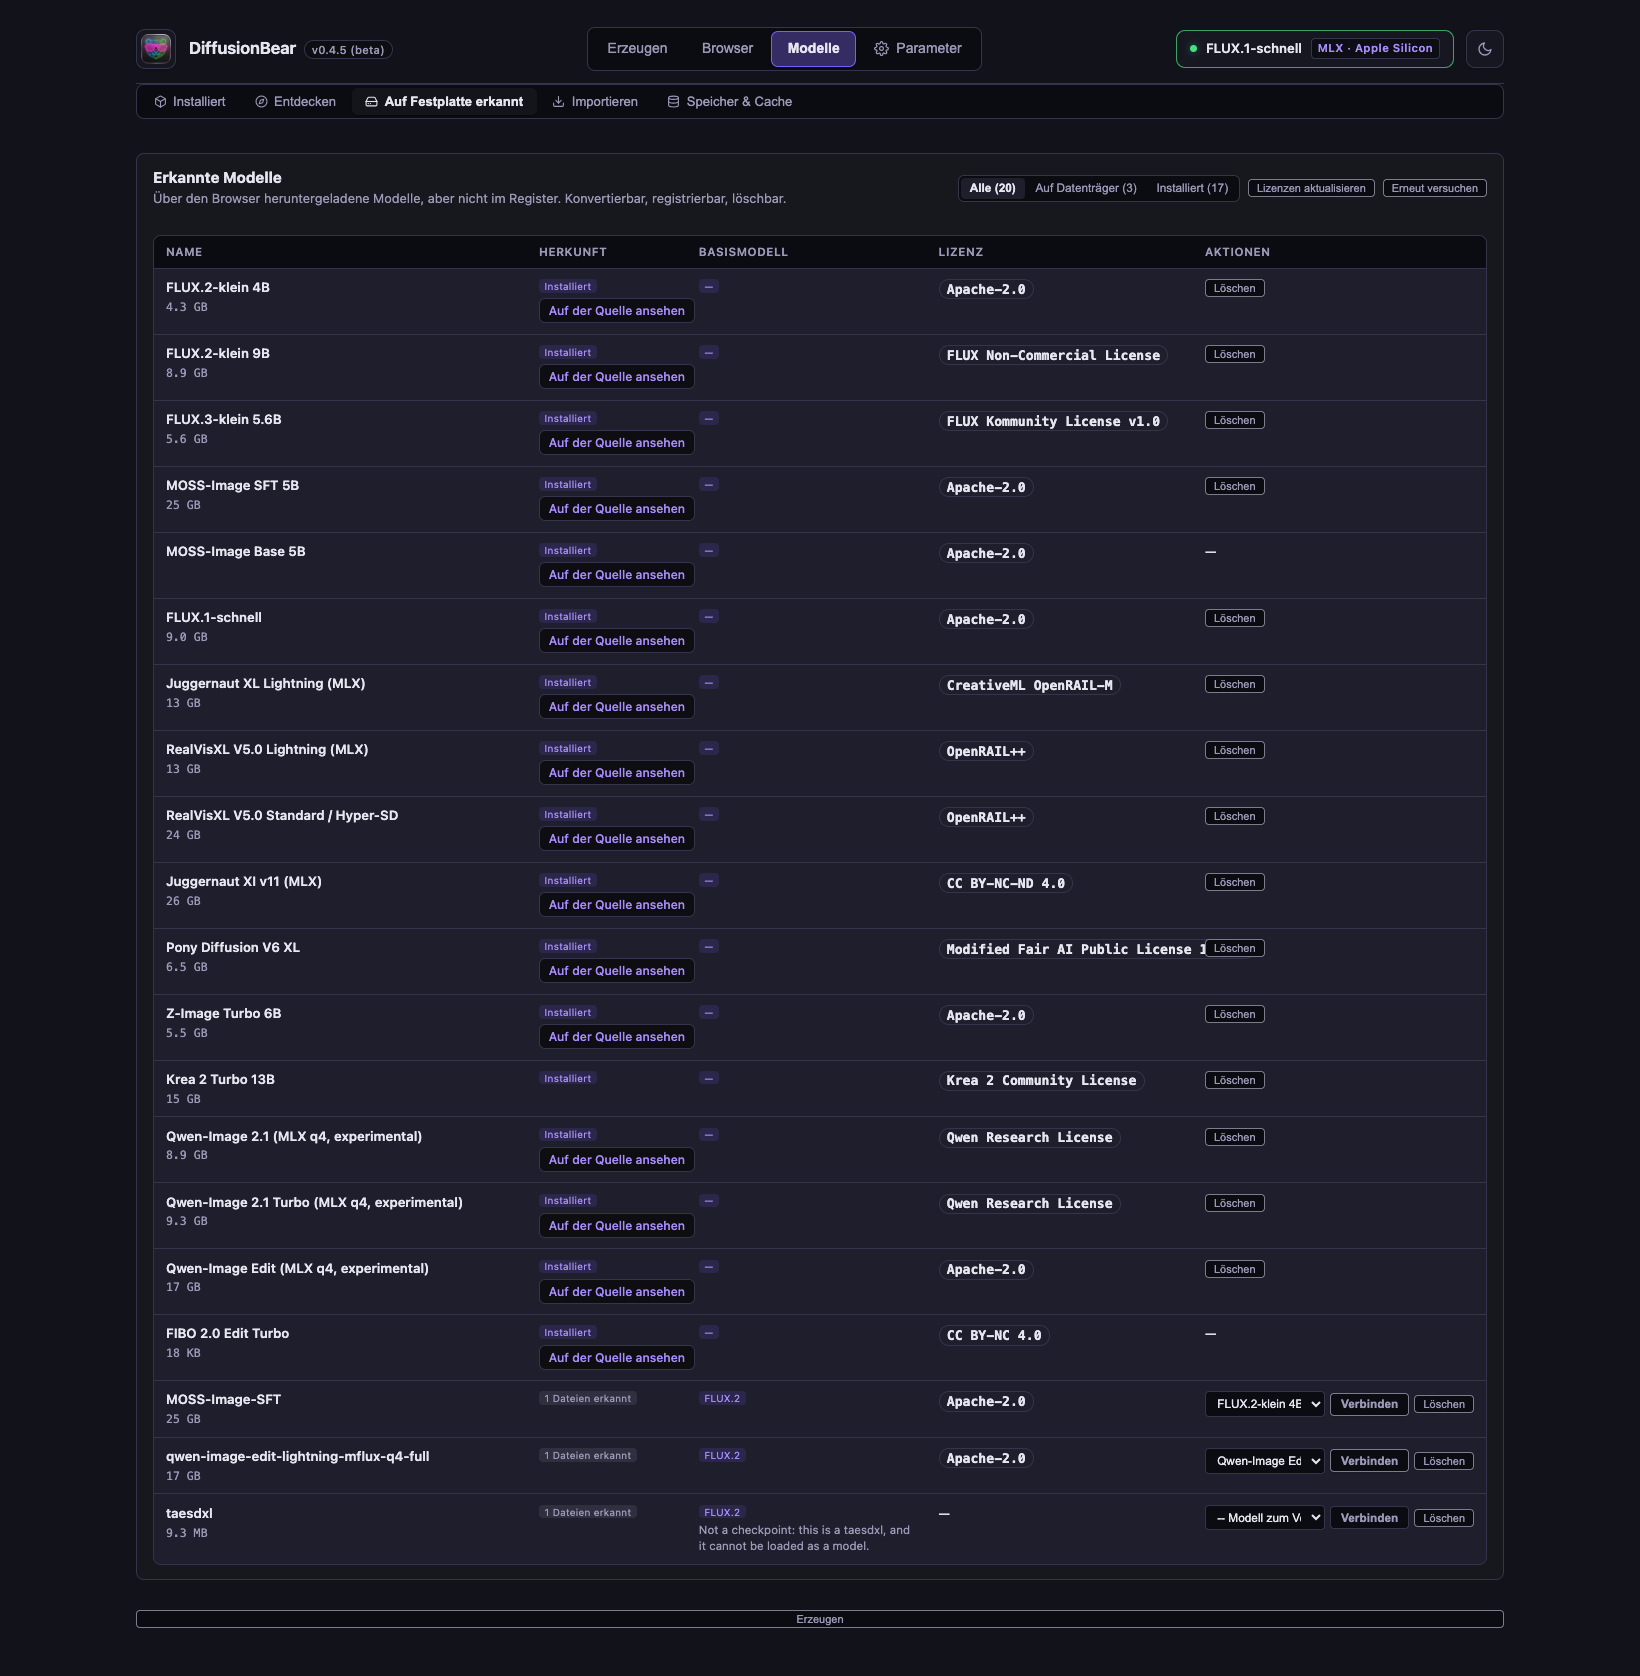 DiffusionBear v0.4.5 (beta)
Erzeugen Browser Modelle Parameter
FLUX.1-schnell MLX · Apple Silicon
Installiert Entdecken Auf Festplatte erkannt Importieren Speicher & Cache
Erkannte Modelle
Über den Browser heruntergeladene Modelle, aber nicht im Register. Konvertierbar, registrierbar, löschbar.
Alle (20) Auf Datenträger (3) Installiert (17) Lizenzen aktualisieren Erneut versuchen
NAME HERKUNFT BASISMODELL LIZENZ AKTIONEN
FLUX.2-klein 4B Installiert — Apache-2.0 Löschen
4.3 GB Auf der Quelle ansehen
FLUX.2-klein 9B Installiert — FLUX Non-Commercial License Löschen
8.9 GB Auf der Quelle ansehen
FLUX.3-klein 5.6B Installiert — FLUX Kommunity License v1.0 Löschen
5.6 GB Auf der Quelle ansehen
MOSS-Image SFT 5B Installiert — Apache-2.0 Löschen
25 GB Auf der Quelle ansehen
MOSS-Image Base 5B Installiert — Apache-2.0 —
Auf der Quelle ansehen
FLUX.1-schnell Installiert — Apache-2.0 Löschen
9.0 GB Auf der Quelle ansehen
Juggernaut XL Lightning (MLX) Installiert — CreativeML OpenRAIL-M Löschen
13 GB Auf der Quelle ansehen
RealVisXL V5.0 Lightning (MLX) Installiert — OpenRAIL++ Löschen
13 GB Auf der Quelle ansehen
RealVisXL V5.0 Standard / Hyper-SD Installiert — OpenRAIL++ Löschen
24 GB Auf der Quelle ansehen
Juggernaut XI v11 (MLX) Installiert — CC BY-NC-ND 4.0 Löschen
26 GB Auf der Quelle ansehen
Pony Diffusion V6 XL Installiert — Modified Fair AI Public License 1 Löschen
6.5 GB Auf der Quelle ansehen
Z-Image Turbo 6B Installiert — Apache-2.0 Löschen
5.5 GB Auf der Quelle ansehen
Krea 2 Turbo 13B Installiert — Krea 2 Community License Löschen
15 GB
Qwen-Image 2.1 (MLX q4, experimental) Installiert — Qwen Research License Löschen
8.9 GB Auf der Quelle ansehen
Qwen-Image 2.1 Turbo (MLX q4, experimental) Installiert — Qwen Research License Löschen
9.3 GB Auf der Quelle ansehen
Qwen-Image Edit (MLX q4, experimental) Installiert — Apache-2.0 Löschen
17 GB Auf der Quelle ansehen
FIBO 2.0 Edit Turbo Installiert — CC BY-NC 4.0 —
18 KB Auf der Quelle ansehen
MOSS-Image-SFT 1 Dateien erkannt FLUX.2 Apache-2.0 FLUX.2-klein 4B Verbinden Löschen
25 GB
qwen-image-edit-lightning-mflux-q4-full 1 Dateien erkannt FLUX.2 Apache-2.0 Qwen-Image Ed Verbinden Löschen
17 GB
taesdxl 1 Dateien erkannt FLUX.2 — -- Modell zum Ve Verbinden Löschen
9.3 MB Not a checkpoint: this is a taesdxl, and
it cannot be loaded as a model.
Erzeugen